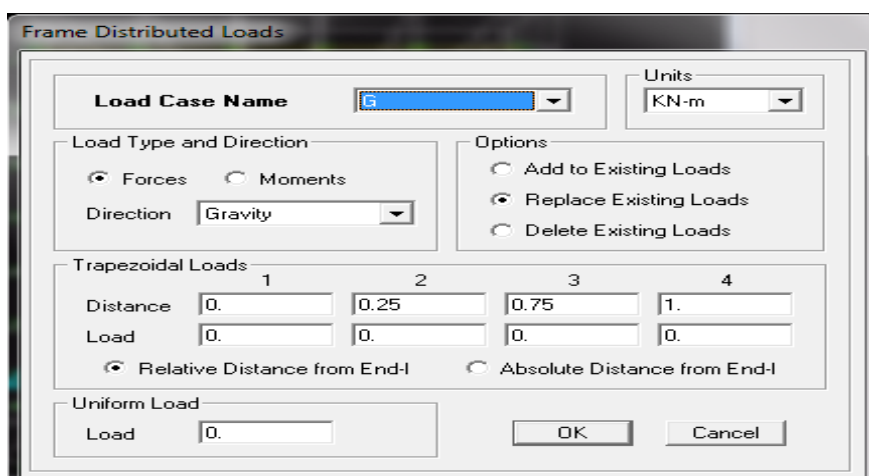 Frame Distributed Loads
Load Case Name G
Units
KN-m
Load Type and Direction
Forces Moments
Direction Gravity
Options
Add to Existing Loads
Replace Existing Loads
Delete Existing Loads
Trapezoidal Loads
1 2 3 4
Distance 0. 0.25 0.75 1.
Load 0. 0. 0. 0.
Relative Distance from End-I Absolute Distance from End-I
Uniform Load
Load 0.
OK Cancel